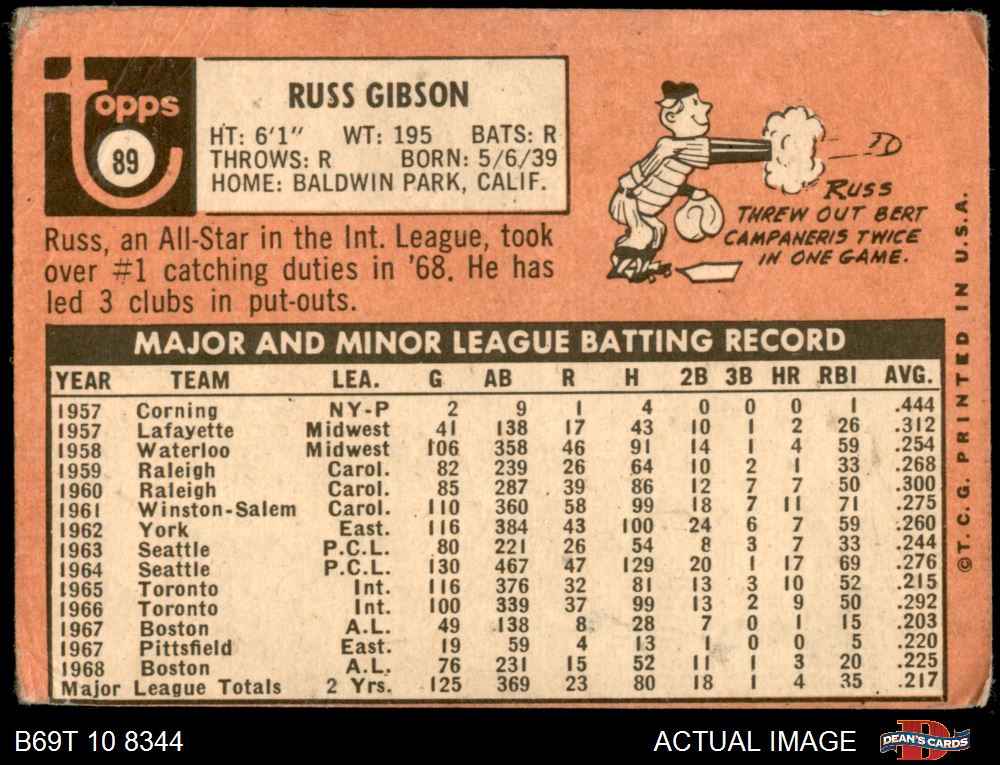 topps
89
RUSS GIBSON
HT: 6'1" WT: 195 BATS: R
THROWS: R BORN: 5/6/39
HOME: BALDWIN PARK, CALIF.
RUSS
THREW OUT BERT
CAMPANERIS TWICE
IN ONE GAME.
Russ, an All-Star in the Int. League, took
over #1 catching duties in '68. He has
led 3 clubs in put-outs.
MAJOR AND MINOR LEAGUE BATTING RECORD
YEAR TEAM LEA. G AB R H 2B 3B HR RBI AVG.
1957 Corning NY-P 2 9 1 4 0 0 0 1 .444
1957 Lafayette Midwest 41 138 17 43 10 1 2 26 .312
1958 Waterloo Midwest 106 358 46 91 14 1 4 59 .254
1959 Raleigh Carol. 82 239 26 64 10 2 1 33 .268
1960 Raleigh Carol. 85 287 39 86 12 7 7 50 .300
1961 Winston-Salem Carol. 110 360 58 99 18 7 11 71 .275
1962 York East. 116 384 43 100 24 6 7 59 .260
1963 Seattle P.C.L. 80 221 26 54 8 3 7 33 .244
1964 Seattle P.C.L. 130 467 47 129 20 1 17 69 .276
1965 Toronto Int. 116 376 32 81 13 3 10 52 .215
1966 Toronto Int. 100 339 37 99 13 2 9 50 .292
1967 Boston A.L. 49 138 8 28 7 0 1 15 .203
1967 Pittsfield East. 19 59 4 13 1 0 0 5 .220
1968 Boston A.L. 76 231 15 52 11 1 3 20 .225
Major League Totals 2 Yrs. 125 369 23 80 18 1 4 35 .217
©T.C.G. PRINTED IN U.S.A.
B69T 10 8344
ACTUAL IMAGE
DEAN'S CARDS